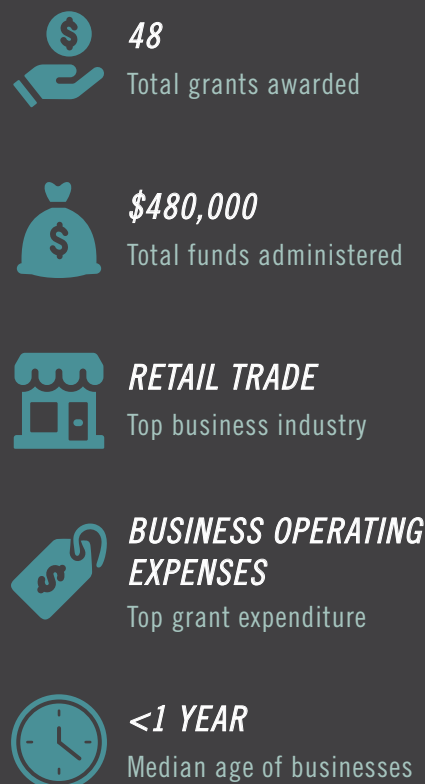 48
Total grants awarded
$480,000
Total funds administered
RETAIL TRADE
Top business industry
BUSINESS OPERATING
EXPENSES
Top grant expenditure
<1 YEAR
Median age of businesses